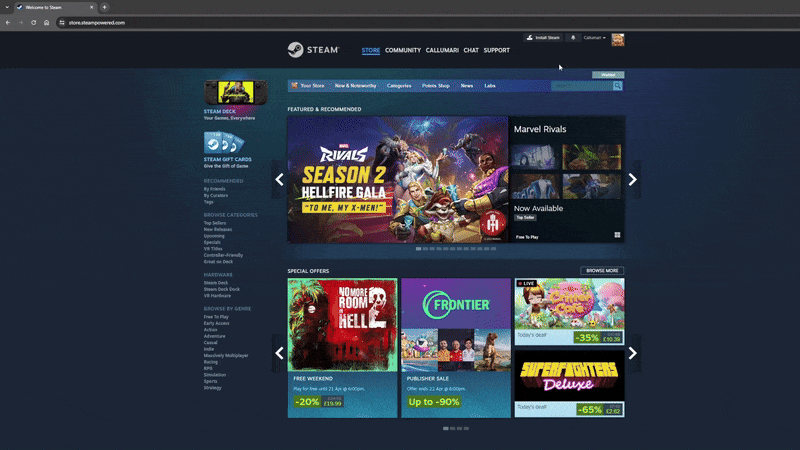 Welcome to Steam
store.steampowered.com
Install Steam
Callumari
STEAM
STORE COMMUNITY CALLUMARI CHAT SUPPORT
Wishlist
Your Store New & Noteworthy Categories Points Shop News Labs
STEAM DECK
Your Games, Everywhere
STEAM GIFT CARDS
Give the Gift of Game
RECOMMENDED
By Friends
By Curators
Tags
BROWSE CATEGORIES
Top Sellers
New Releases
Upcoming
Specials
VR Titles
Controller-Friendly
Great on Deck
HARDWARE
Steam Deck
Steam Deck Dock
VR Hardware
BROWSE BY GENRE
Free To Play
Early Access
Action
Adventure
Casual
Indie
Massively Multiplayer
Racing
RPG
Simulation
Sports
Strategy
FEATURED & RECOMMENDED
MARVEL
RIVALS
SEASON 2
HELLFIRE GALA
"TO ME, MY X-MEN!"
Marvel Rivals
Now Available
Top Seller
Free To Play
SPECIAL OFFERS
BROWSE MORE
NO MORE
ROOM
IN
HELL 2
FREE WEEKEND
Play for free until 21 Apr @ 6:00pm.
-20%
£19.99
FRONTIER
PUBLISHER SALE
Offer ends 22 Apr @ 6:00pm.
Up to -90%
LIVE
Critter
Café
Today's deal!
-35%
£10.39
SUPERFIGHTERS
Deluxe
Today's deal!
-65%
£2.62